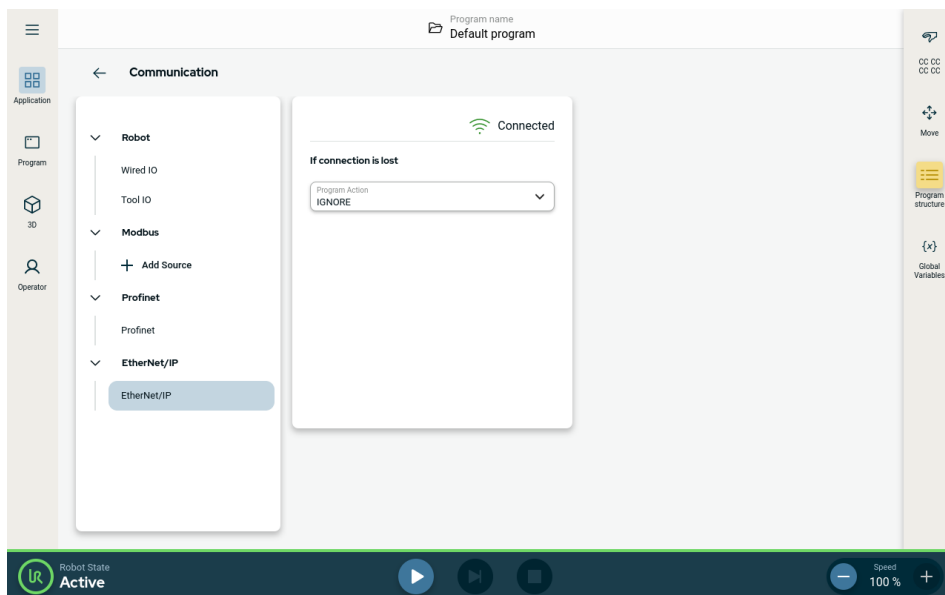 Program name
Default program
Application
Program
3D
Operator
Communication
Robot
Wired IO
Tool IO
Modbus
Add Source
Profinet
Profinet
EtherNet/IP
EtherNet/IP
Connected
If connection is lost
Program Action
IGNORE
CC CC
CC CC
Move
Program
structure
{x}
Global
Variables
UR
Robot State
Active
Speed
100 %